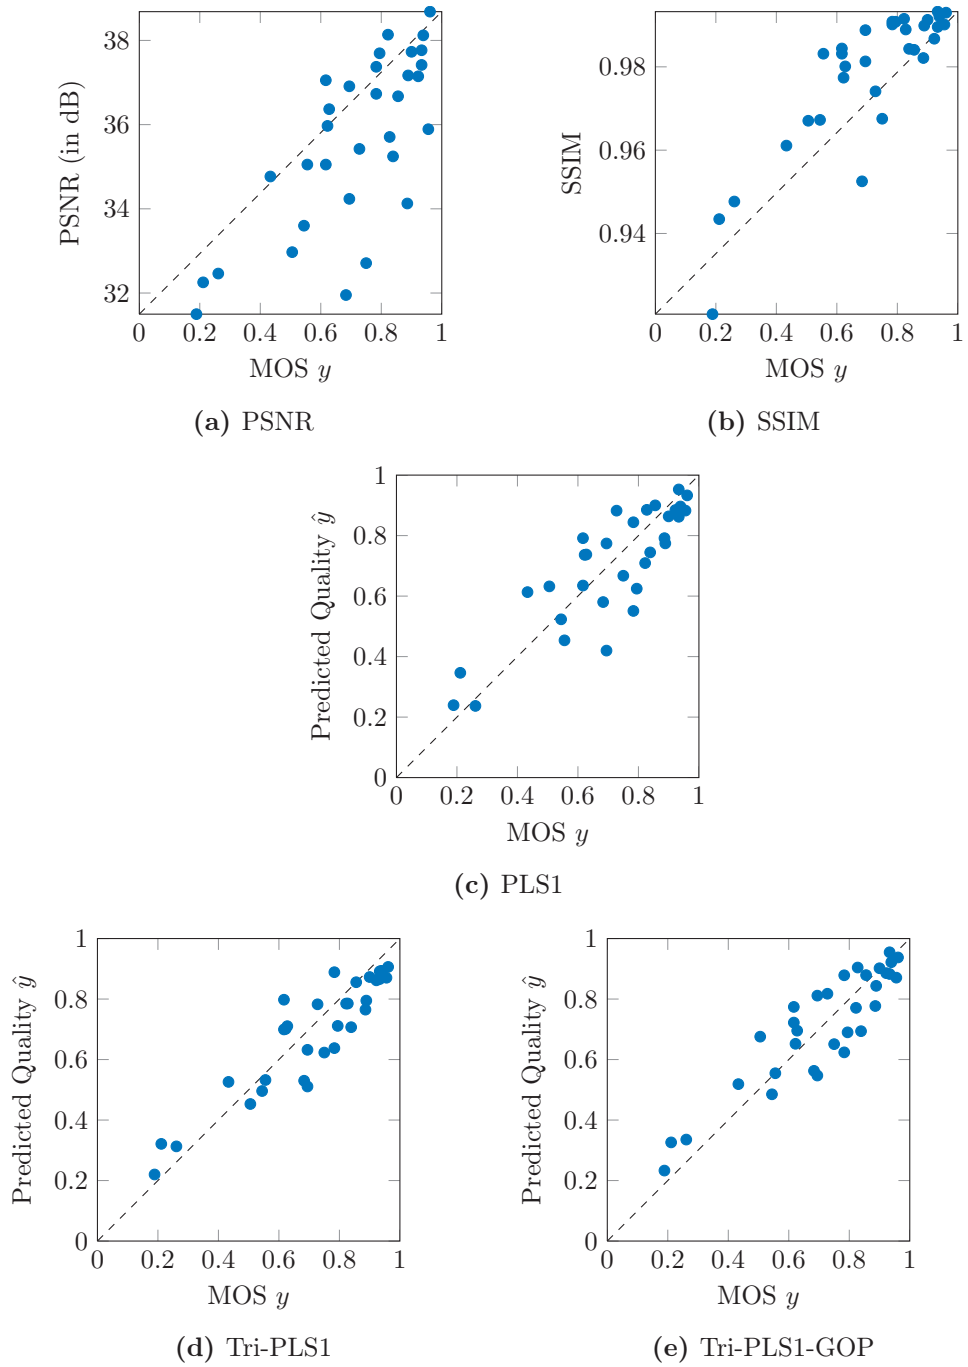 38
36
34
32
PSNR (in dB)
0 0.2 0.4 0.6 0.8 1
MOS y
(a) PSNR
0.98
0.96
0.94
SSIM
0 0.2 0.4 0.6 0.8 1
MOS y
(b) SSIM
1
0.8
0.6
0.4
0.2
0
Predicted Quality ŷ
0 0.2 0.4 0.6 0.8 1
MOS y
(c) PLS1
1
0.8
0.6
0.4
0.2
0
Predicted Quality ŷ
0 0.2 0.4 0.6 0.8 1
MOS y
(d) Tri-PLS1
1
0.8
0.6
0.4
0.2
0
Predicted Quality ŷ
0 0.2 0.4 0.6 0.8 1
MOS y
(e) Tri-PLS1-GOP